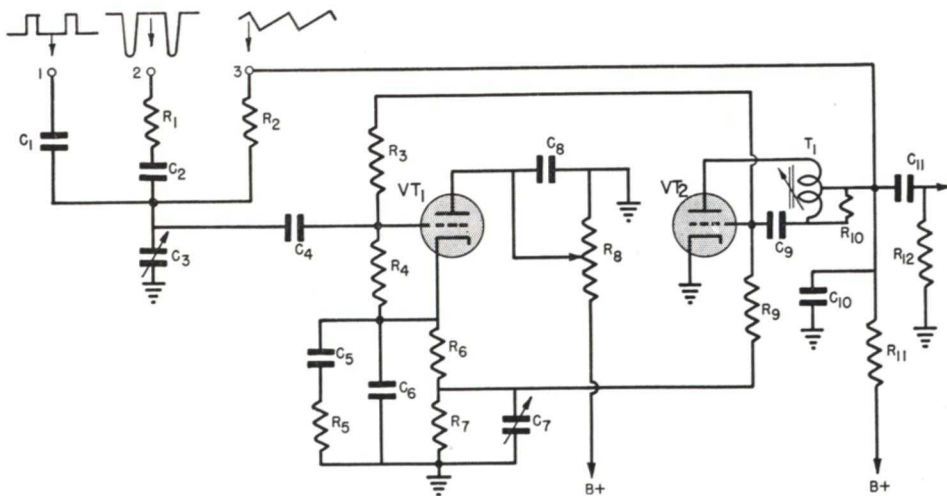 1
2
3
R1
R2
C1
C2
C3
C4
R3
VT1
C8
R4
R8
C5
R5
C6
R6
R7
C7
B+
VT2
T1
C9
R10
C11
R12
C10
R9
R11
B+